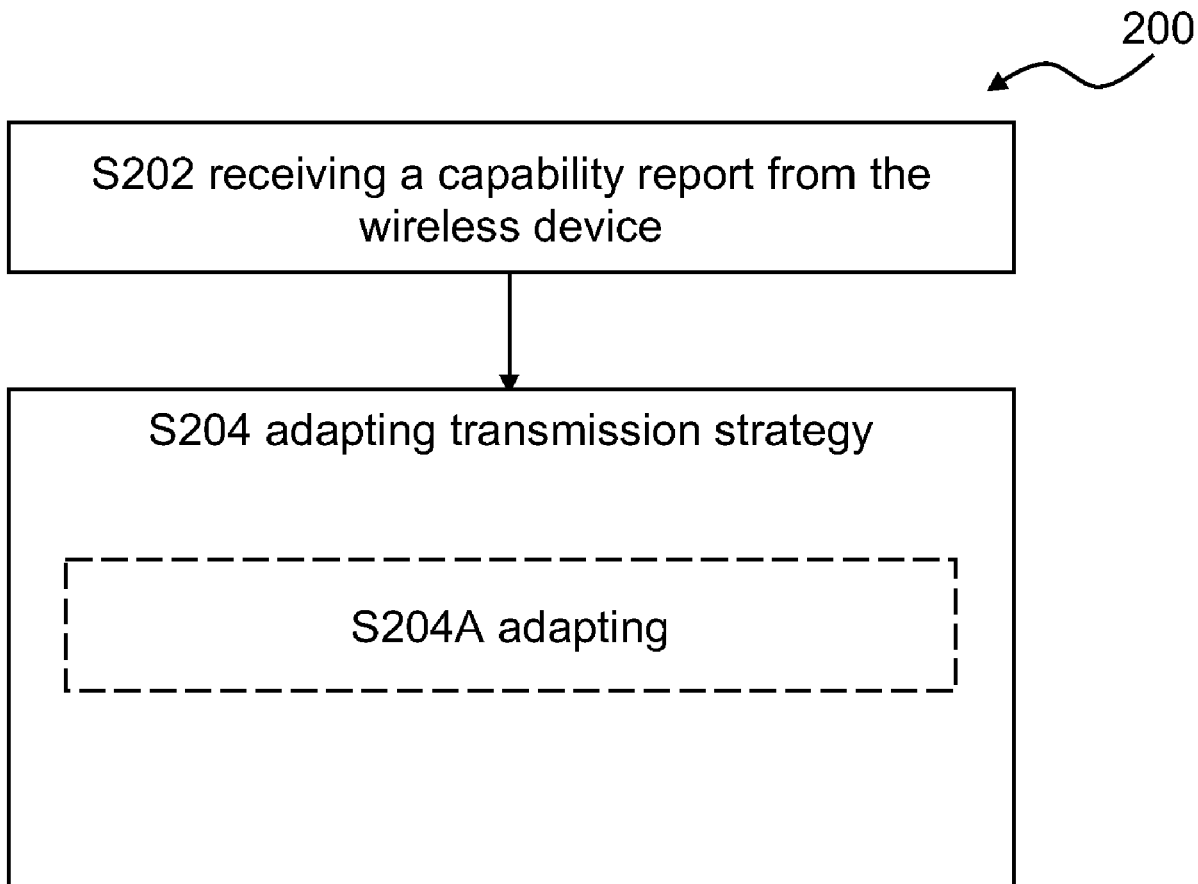 200
S202 receiving a capability report from the
wireless device
S204 adapting transmission strategy
S204A adapting